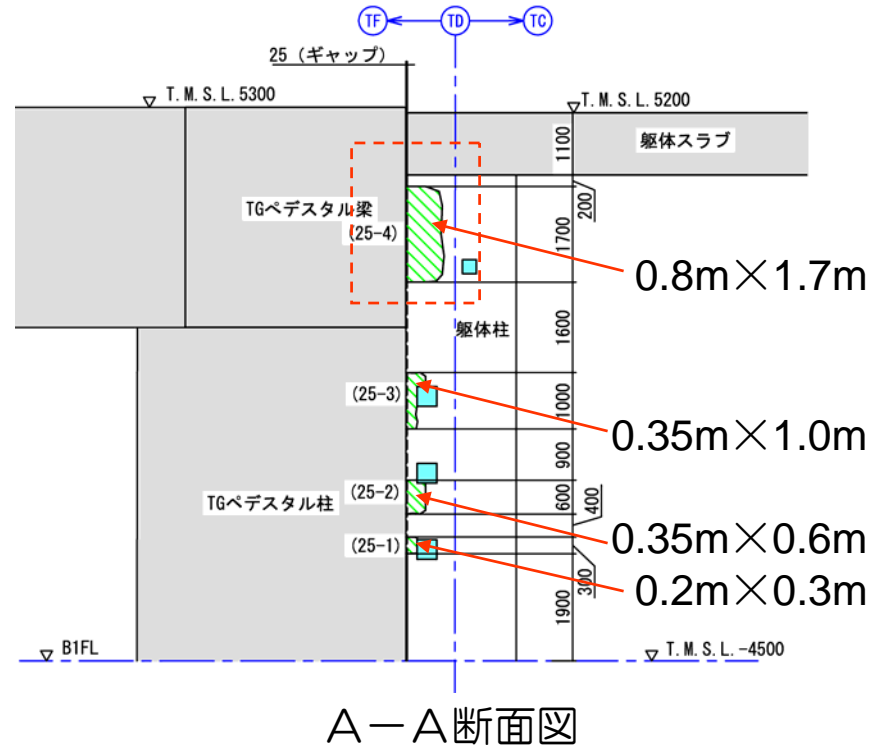 TF TD TC
25 (ギャップ)
T.M.S.L.5300
T.M.S.L.5200
1100
躯体スラブ
200
TGペデスタル梁
(25-4)
1700
0.8m×1.7m
躯体柱
1600
(25-3)
1000
0.35m×1.0m
900
(25-2)
TGペデスタル柱
600
400
0.35m×0.6m
(25-1)
300
0.2m×0.3m
1900
B1FL
T.M.S.L.-4500
A-A断面図